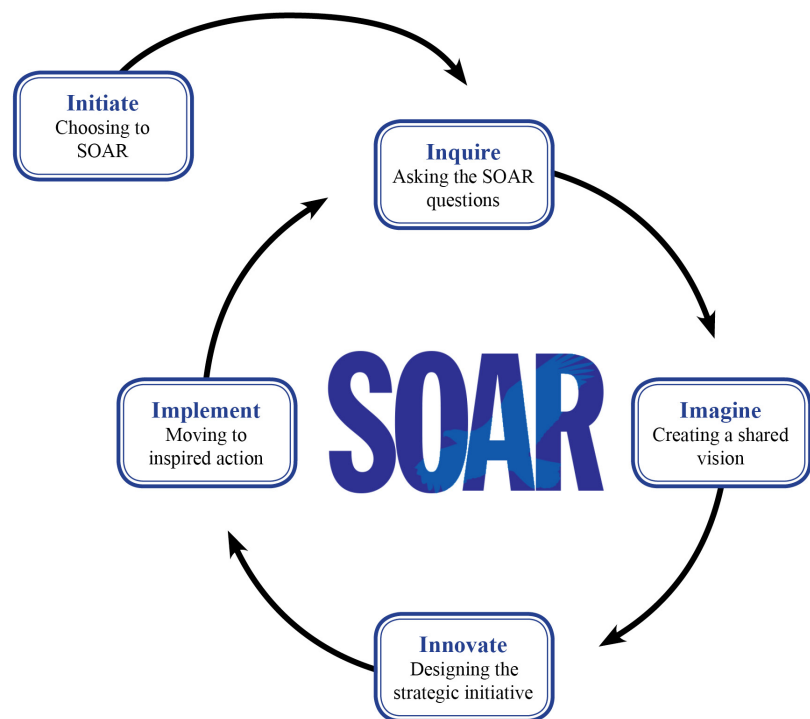 Initiate
Choosing to
SOAR
Inquire
Asking the SOAR
questions
Imagine
Creating a shared
vision
Innovate
Designing the
strategic initiative
Implement
Moving to
inspired action
SOAR